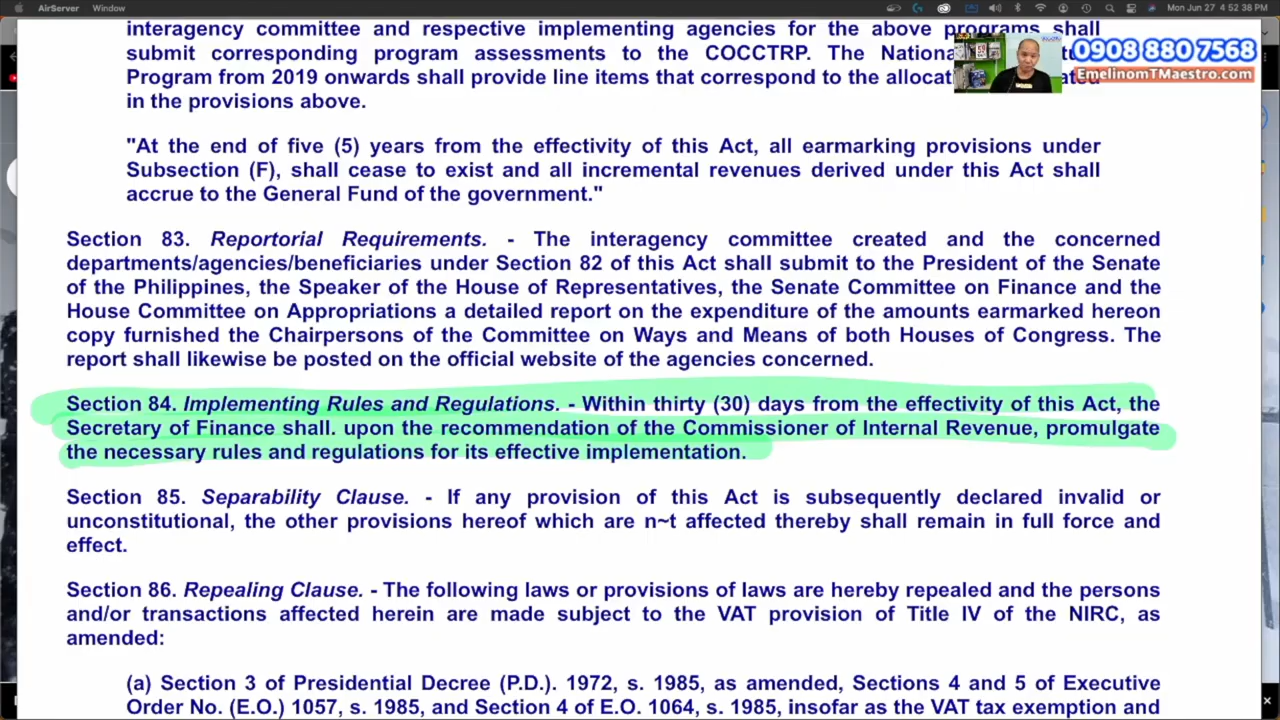 AirServer Window Mon Jun 27 4 52 38 PM
interagency committee and respective implementing agencies for the above programs shall
submit corresponding program assessments to the COCCTRP. The National
Program from 2019 onwards shall provide line items that correspond to the
in the provisions above.
0908 880 7568
EmelinomTMaestro.com
"At the end of five (5) years from the effectivity of this Act, all earmarking provisions under
Subsection (F), shall cease to exist and all incremental revenues derived under this Act shall
accrue to the General Fund of the government."
Section 83. Reportorial Requirements. - The interagency committee created and the concerned
departments/agencies/beneficiaries under Section 82 of this Act shall submit to the President of the Senate
of the Philippines, the Speaker of the House of Representatives, the Senate Committee on Finance and the
House Committee on Appropriations a detailed report on the expenditure of the amounts earmarked hereon
copy furnished the Chairpersons of the Committee on Ways and Means of both Houses of Congress. The
report shall likewise be posted on the official website of the agencies concerned.
Section 84. Implementing Rules and Regulations. - Within thirty (30) days from the effectivity of this Act, the
Secretary of Finance shall. upon the recommendation of the Commissioner of Internal Revenue, promulgate
the necessary rules and regulations for its effective implementation.
Section 85. Separability Clause. - If any provision of this Act is subsequently declared invalid or
unconstitutional, the other provisions hereof which are n~t affected thereby shall remain in full force and
effect.
Section 86. Repealing Clause. - The following laws or provisions of laws are hereby repealed and the persons
and/or transactions affected herein are made subject to the VAT provision of Title IV of the NIRC, as
amended:
(a) Section 3 of Presidential Decree (P.D.). 1972, s. 1985, as amended, Sections 4 and 5 of Executive
Order No. (E.O.) 1057, s. 1985, and Section 4 of E.O. 1064, s. 1985, insofar as the VAT tax exemption and